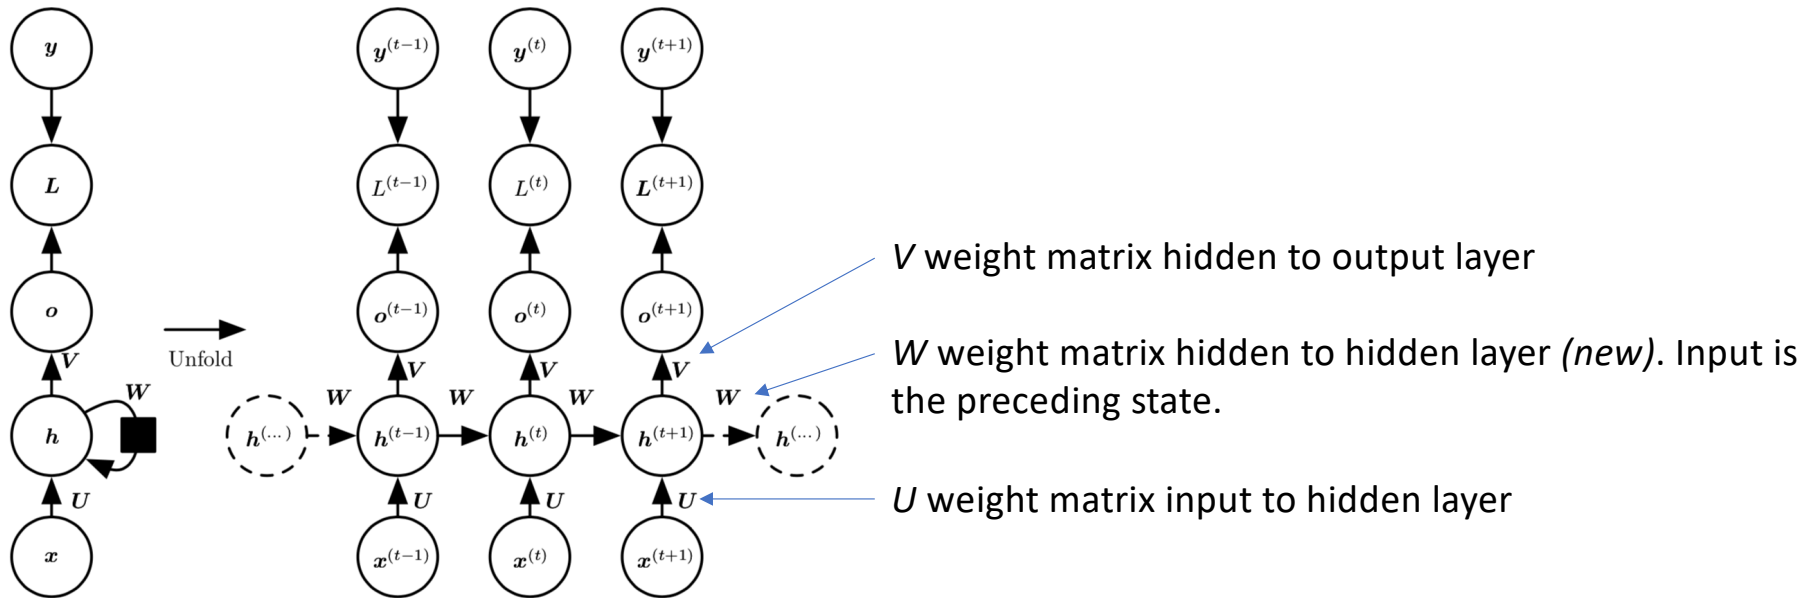 y y^(t−1) y^(t) y^(t+1)
L L^(t−1) L^(t) L^(t+1)
V weight matrix hidden to output layer
o o^(t−1) o^(t) o^(t+1)
Unfold
V V V V
W weight matrix hidden to hidden layer (new). Input is
the preceding state.
W W W W W
h h^(...) h^(t−1) h^(t) h^(t+1) h^(...)
U U U U
U weight matrix input to hidden layer
x x^(t−1) x^(t) x^(t+1)